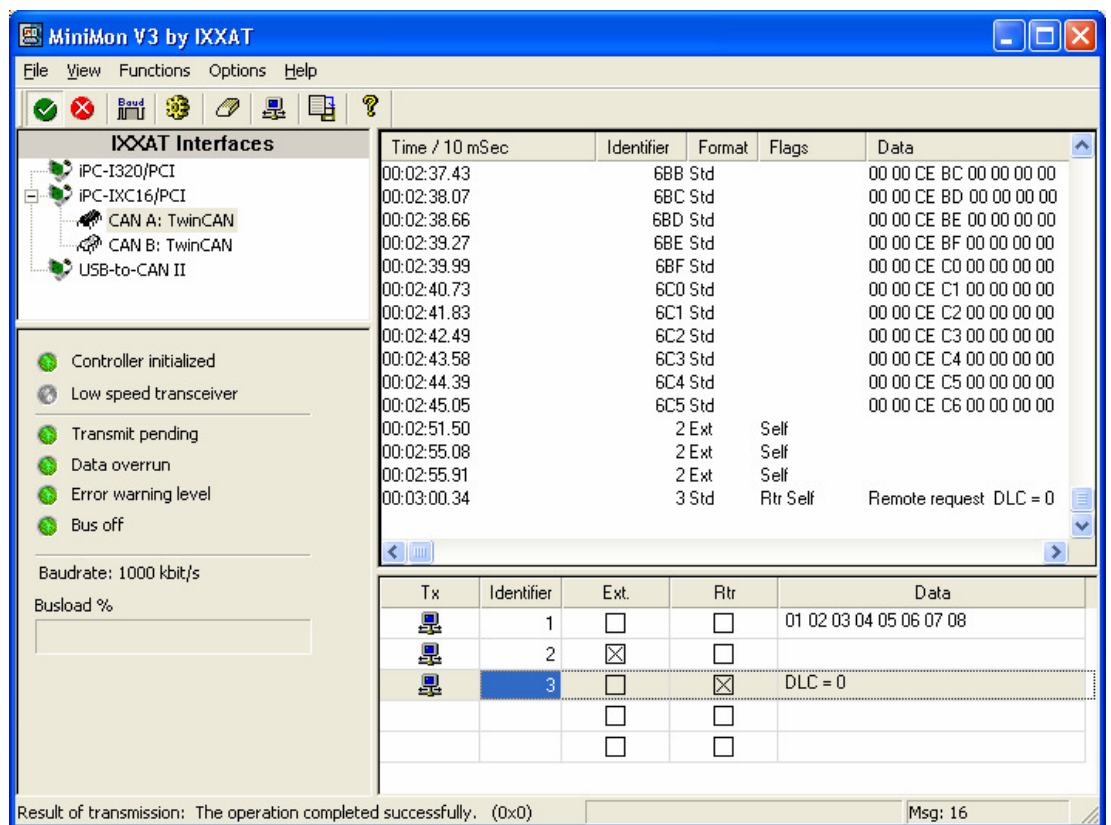 MiniMon V3 by IXXAT
File View Functions Options Help
Baud
IXXAT Interfaces
iPC-I320/PCI
iPC-IXC16/PCI
CAN A: TwinCAN
CAN B: TwinCAN
USB-to-CAN II
Controller initialized
Low speed transceiver
Transmit pending
Data overrun
Error warning level
Bus off
Baudrate: 1000 kbit/s
Busload %
Time / 10 mSec Identifier Format Flags Data
00:02:37.43 6BB Std 00 00 CE BC 00 00 00 00
00:02:38.07 6BC Std 00 00 CE BD 00 00 00 00
00:02:38.66 6BD Std 00 00 CE BE 00 00 00 00
00:02:39.27 6BE Std 00 00 CE BF 00 00 00 00
00:02:39.99 6BF Std 00 00 CE C0 00 00 00 00
00:02:40.73 6C0 Std 00 00 CE C1 00 00 00 00
00:02:41.83 6C1 Std 00 00 CE C2 00 00 00 00
00:02:42.49 6C2 Std 00 00 CE C3 00 00 00 00
00:02:43.58 6C3 Std 00 00 CE C4 00 00 00 00
00:02:44.39 6C4 Std 00 00 CE C5 00 00 00 00
00:02:45.05 6C5 Std 00 00 CE C6 00 00 00 00
00:02:51.50 2 Ext Self
00:02:55.08 2 Ext Self
00:02:55.91 2 Ext Self
00:03:00.34 3 Std Rtr Self Remote request DLC = 0
Tx Identifier Ext. Rtr Data
1 01 02 03 04 05 06 07 08
2
3 DLC = 0
Result of transmission: The operation completed successfully. (0x0) Msg: 16